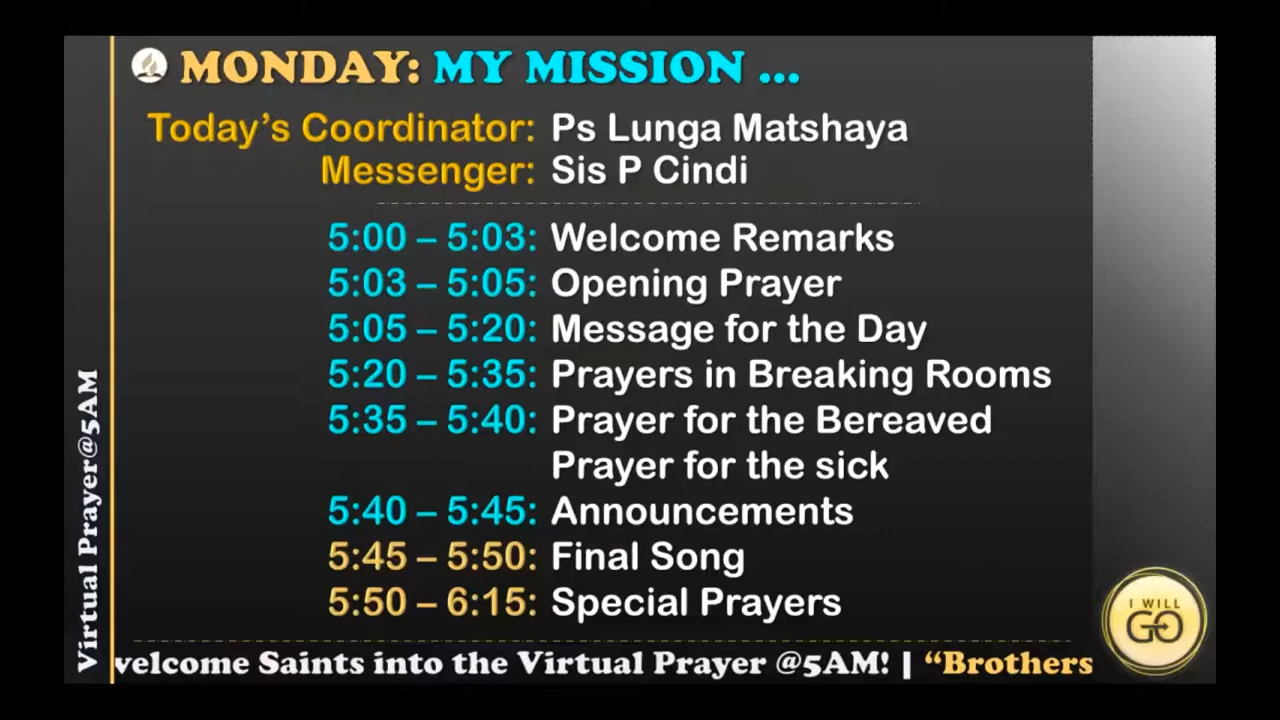 MONDAY: MY MISSION ...
Today's Coordinator: Ps Lunga Matshaya
Messenger: Sis P Cindi
5:00 – 5:03: Welcome Remarks
5:03 – 5:05: Opening Prayer
5:05 – 5:20: Message for the Day
5:20 – 5:35: Prayers in Breaking Rooms
5:35 – 5:40: Prayer for the Bereaved
Prayer for the sick
5:40 – 5:45: Announcements
5:45 – 5:50: Final Song
5:50 – 6:15: Special Prayers
Virtual Prayer@5AM
I WILL
GO
velcome Saints into the Virtual Prayer @5AM! | “Brothers